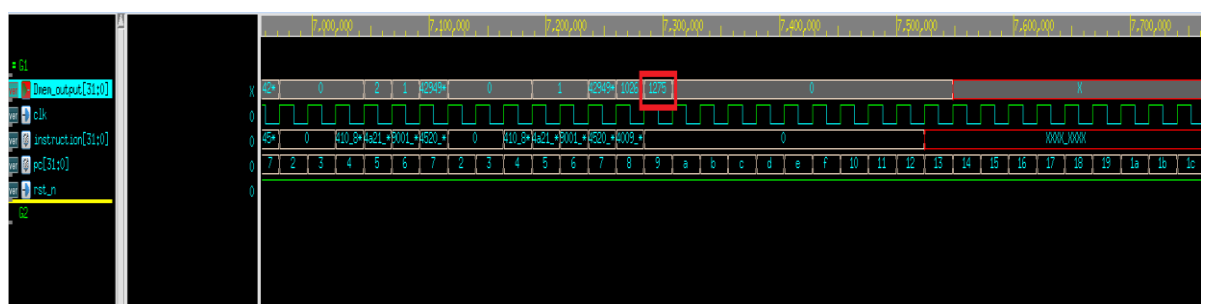 7,000,000 7,100,000 7,200,000 7,300,000 7,400,000 7,500,000 7,600,000 7,700,000
G1
Dmem_output[31:0] X 42* 0 2 1 42949* 0 1 42949* 1026 1275 0 X
clk 0
instruction[31:0] 0 45* 0 410_8* 4a21_* 9001_* 4520_* 0 410_8* 4a21_* 9001_* 4520_* 4009_* 0 XXXX_XXXX
pc[31:0] 0 7 2 3 4 5 6 7 2 3 4 5 6 7 8 9 a b c d e f 10 11 12 13 14 15 16 17 18 19 1a 1b 1c
rst_n 0
G2